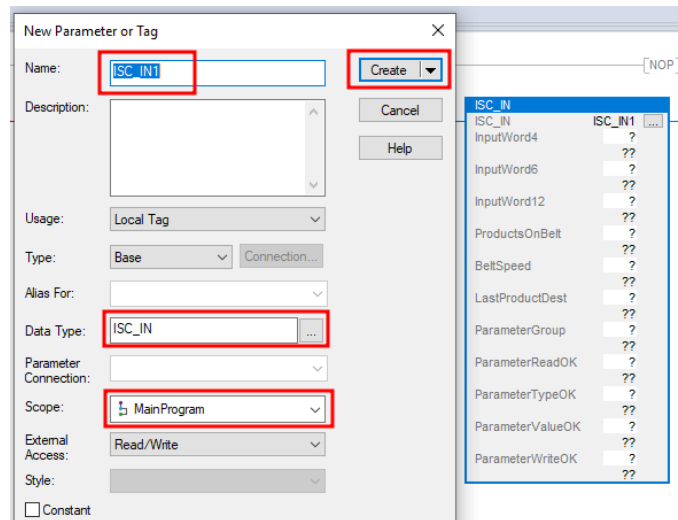 New Parameter or Tag
Name:
ISC_IN1
Create
Description:
Cancel
Help
Usage:
Local Tag
Type:
Base
Connection...
Alias For:
Data Type:
ISC_IN
...
Parameter
Connection:
Scope:
MainProgram
External
Access:
Read/Write
Style:
Constant
NOP
ISC_IN
ISC_IN ISC_IN1 ...
InputWord4 ?
??
InputWord6 ?
??
InputWord12 ?
??
ProductsOnBelt ?
??
BeltSpeed ?
??
LastProductDest ?
??
ParameterGroup ?
??
ParameterReadOK ?
??
ParameterTypeOK ?
??
ParameterValueOK ?
??
ParameterWriteOK ?
??